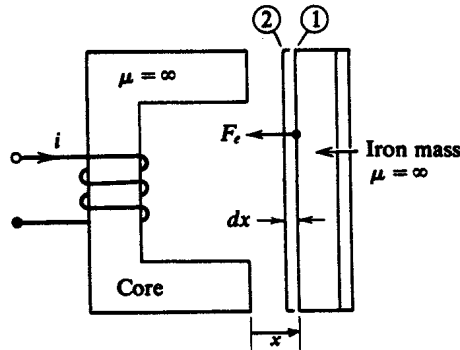 ② ①
μ = ∞
i
Fₑ
Iron mass
μ = ∞
dx
Core
x